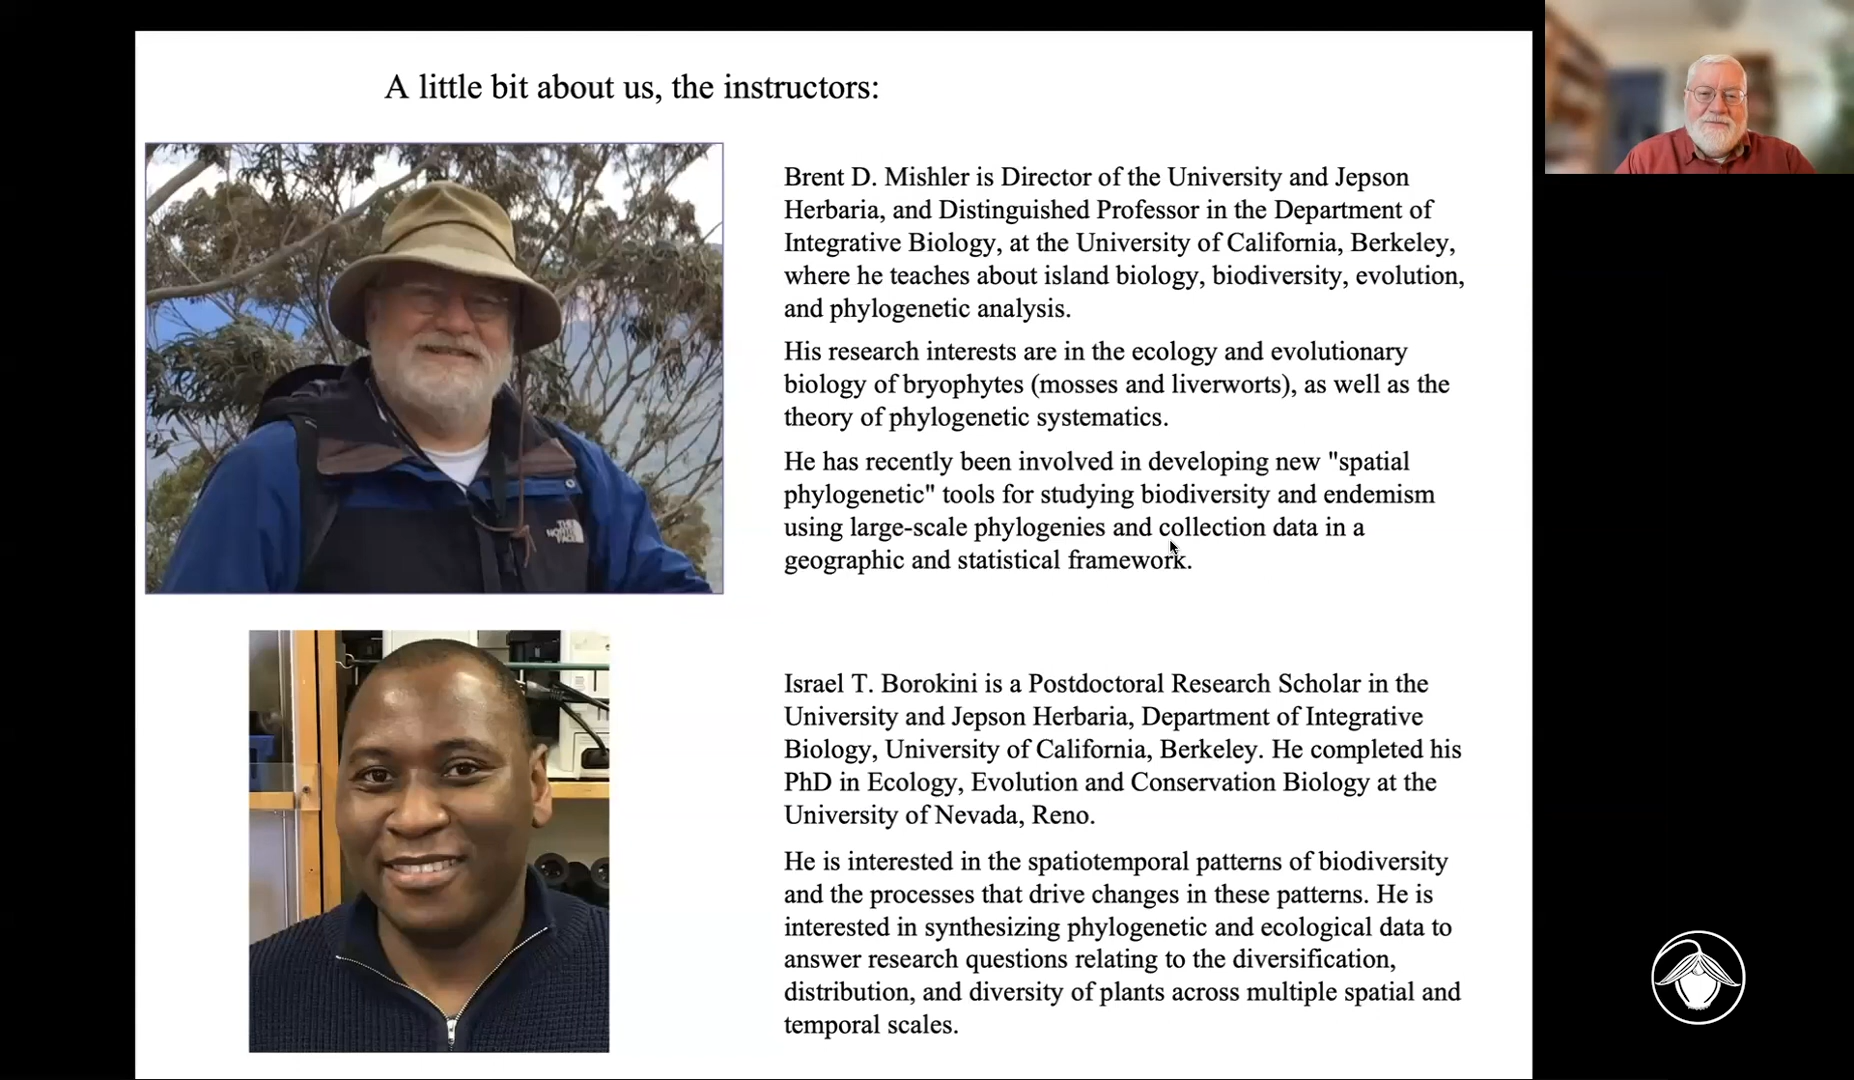 A little bit about us, the instructors:
Brent D. Mishler is Director of the University and Jepson
Herbaria, and Distinguished Professor in the Department of
Integrative Biology, at the University of California, Berkeley,
where he teaches about island biology, biodiversity, evolution,
and phylogenetic analysis.
His research interests are in the ecology and evolutionary
biology of bryophytes (mosses and liverworts), as well as the
theory of phylogenetic systematics.
He has recently been involved in developing new "spatial
phylogenetic" tools for studying biodiversity and endemism
using large-scale phylogenies and collection data in a
geographic and statistical framework.
THE
NORTH
FACE
Israel T. Borokini is a Postdoctoral Research Scholar in the
University and Jepson Herbaria, Department of Integrative
Biology, University of California, Berkeley. He completed his
PhD in Ecology, Evolution and Conservation Biology at the
University of Nevada, Reno.
He is interested in the spatiotemporal patterns of biodiversity
and the processes that drive changes in these patterns. He is
interested in synthesizing phylogenetic and ecological data to
answer research questions relating to the diversification,
distribution, and diversity of plants across multiple spatial and
temporal scales.